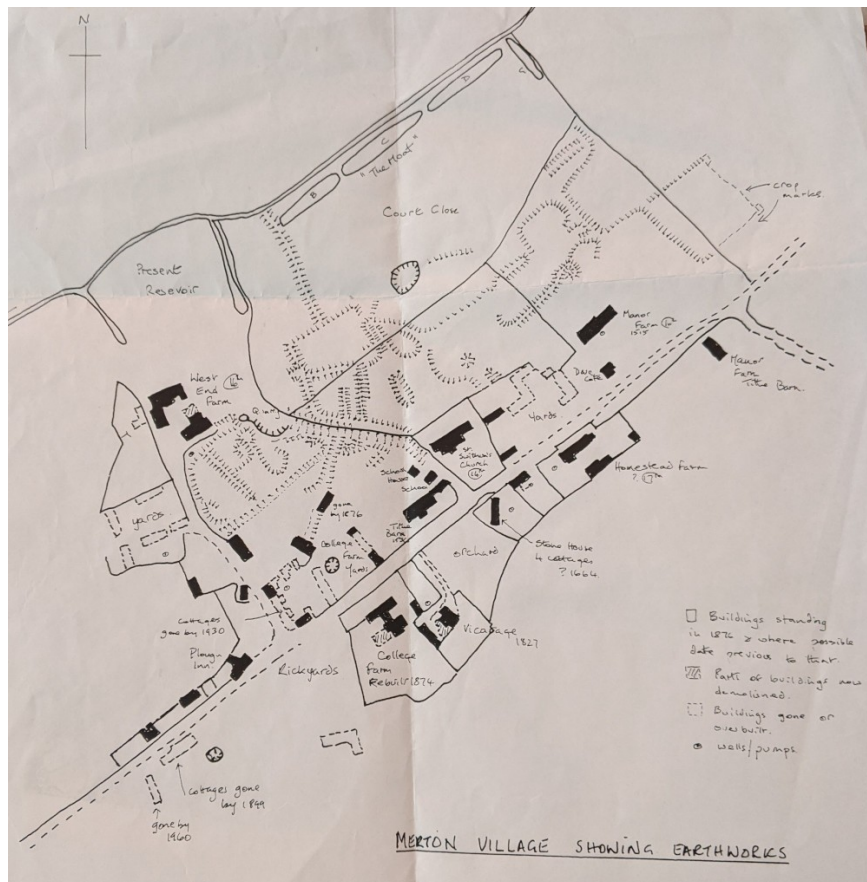 N
D
C
"The Moat"
B
Court Close
crop
marks.
Present
Resevoir
Manor
Farm
1515
Manor
Farm
Tithe Barn.
West
End
Farm
Quarry
yards
St
Swithun's
Church
School
House
School
Homestead Farm
? 17th
gone
by 1876
Tithe
Barn
College
Farm
Yards
yards
orchard
Stone House
4 cottages
? 1664
Cottages
gone by 1930
Plough
Inn
Rickyards
College
Farm
Rebuilt 1874
Vicarage
1827
Buildings standing
in 1876 & where possible
date previous to that
Parts of buildings now
demolished.
Buildings gone or
overbuilt.
wells/pumps.
cottages gone
by 1899
gone by
1960
MERTON VILLAGE SHOWING EARTHWORKS